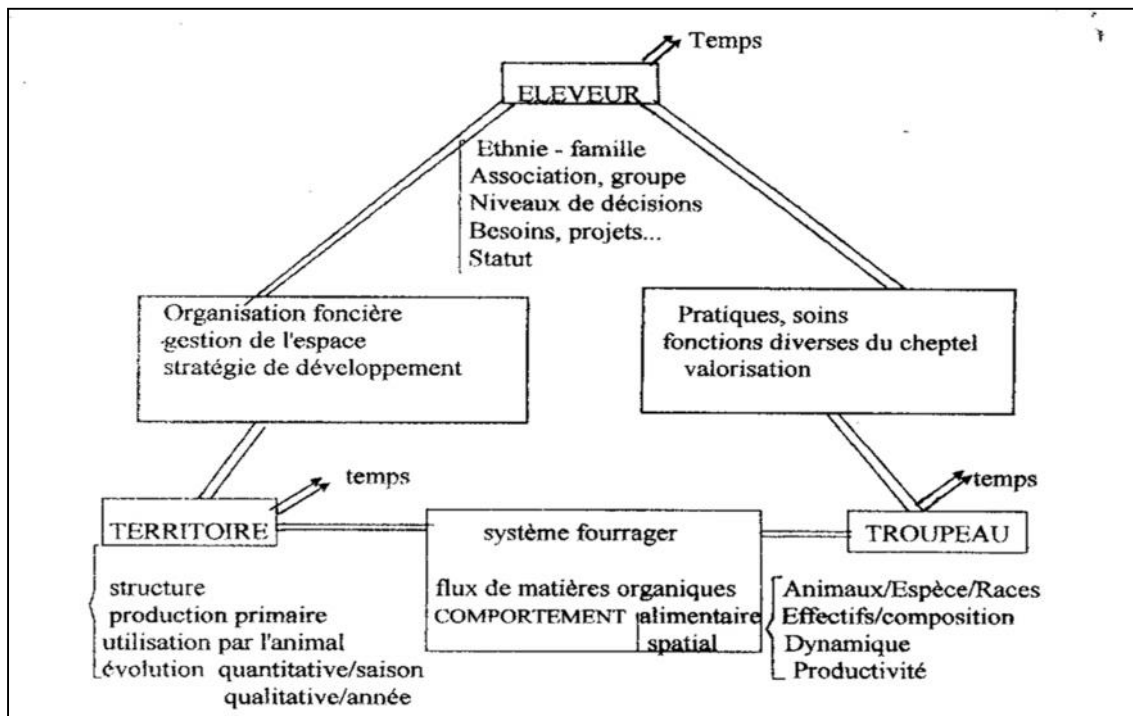 Temps
ELEVEUR
Ethnie - famille
Association, groupe
Niveaux de décisions
Besoins, projets...
Statut
Organisation foncière
gestion de l'espace
stratégie de développement
Pratiques, soins
fonctions diverses du cheptel
valorisation
temps
TERRITOIRE
structure
production primaire
utilisation par l'animal
évolution quantitative/saison
qualitative/année
système fourrager
flux de matières organiques
COMPORTEMENT alimentaire
spatial
temps
TROUPEAU
Animaux/Espèce/Races
Effectifs/composition
Dynamique
Productivité